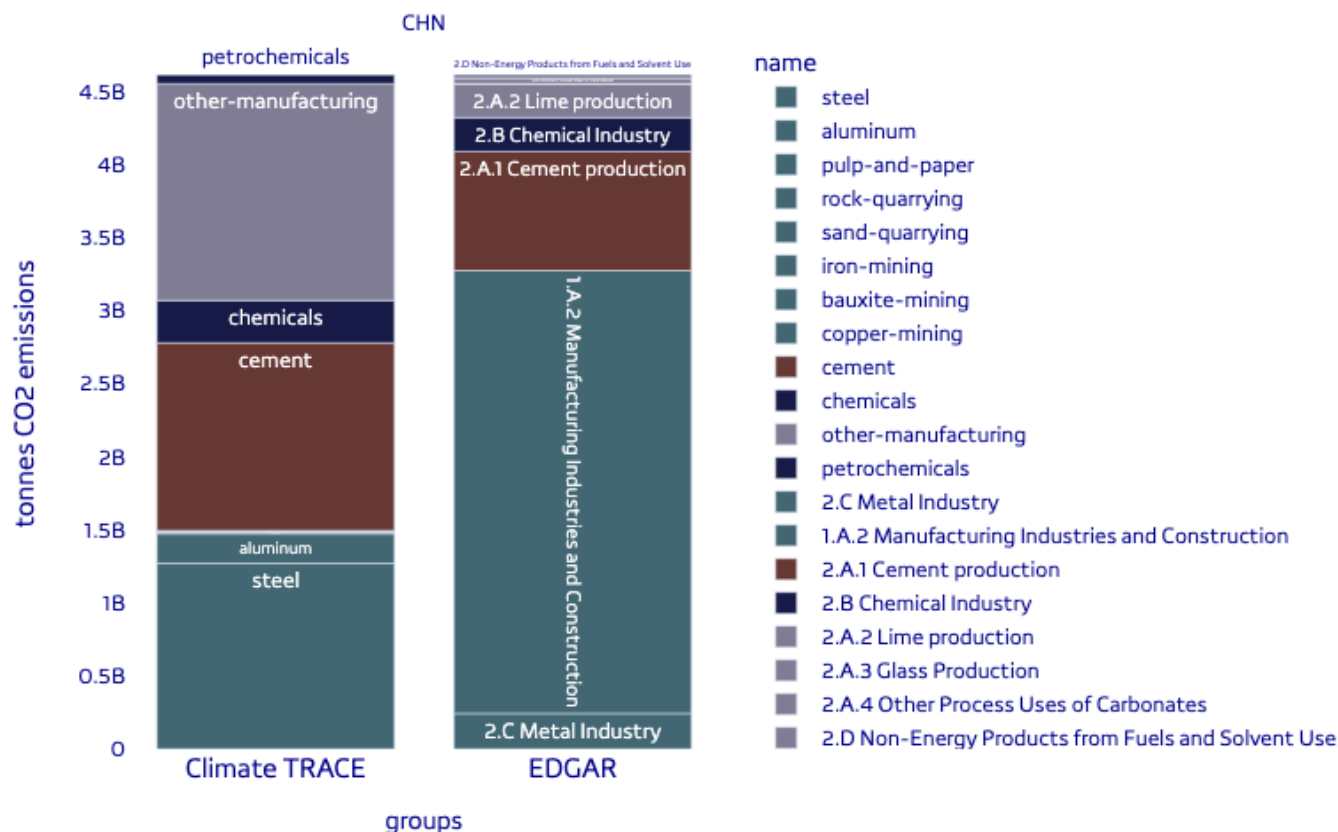 CHN
petrochemicals
2.D Non-Energy Products from Fuels and Solvent Use
name
4.5B
4B
3.5B
3B
2.5B
2B
1.5B
1B
0.5B
0
tonnes CO2 emissions
other-manufacturing
chemicals
cement
aluminum
steel
2.A.2 Lime production
2.B Chemical Industry
2.A.1 Cement production
1.A.2 Manufacturing Industries and Construction
2.C Metal Industry
Climate TRACE
EDGAR
groups
steel
aluminum
pulp-and-paper
rock-quarrying
sand-quarrying
iron-mining
bauxite-mining
copper-mining
cement
chemicals
other-manufacturing
petrochemicals
2.C Metal Industry
1.A.2 Manufacturing Industries and Construction
2.A.1 Cement production
2.B Chemical Industry
2.A.2 Lime production
2.A.3 Glass Production
2.A.4 Other Process Uses of Carbonates
2.D Non-Energy Products from Fuels and Solvent Use